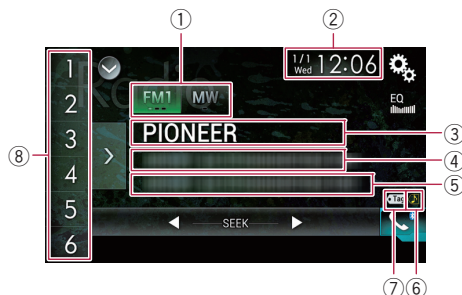 ① ②
1 1/1 Wed 12:06
Radio
FM1 MW
EQ
2
3 PIONEER ③
④
⑧
4
⑤
5 Tag
SEEK
6
⑦ ⑥